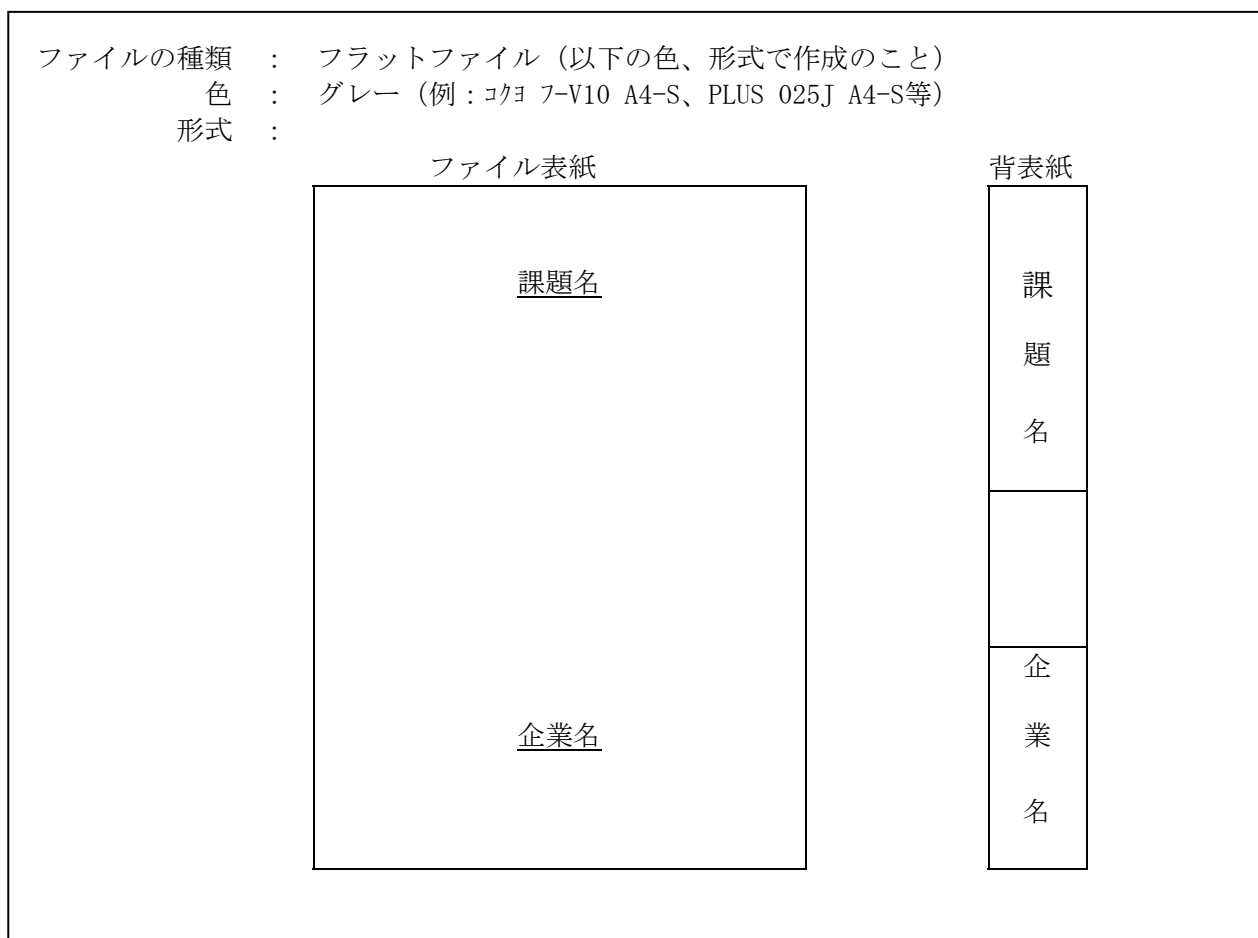 ファイルの種類 : フラットファイル(以下の色、形式で作成のこと)
色 : グレー(例:ｺｸﾖ ﾌ-V10 A4-S、PLUS 025J A4-S等)
形式 :
ファイル表紙
課題名
企業名
背表紙
課
題
名
企
業
名